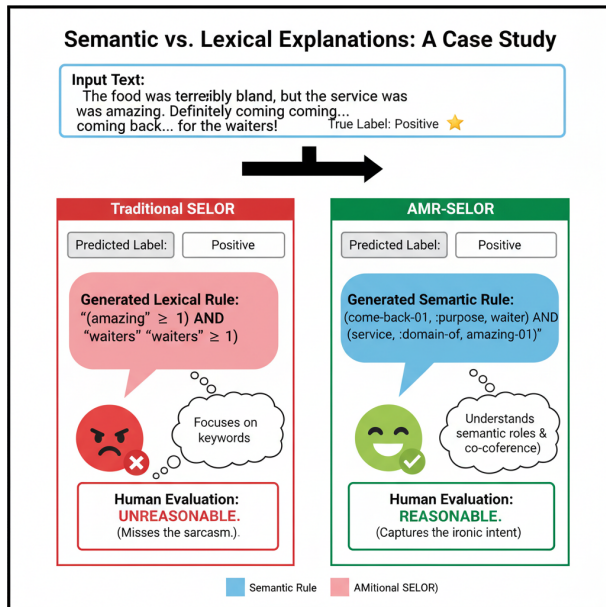 Semantic vs. Lexical Explanations: A Case Study
Input Text:
The food was terreibly bland, but the service was
was amazing. Definitely coming coming...
coming back... for the waiters!
True Label: Positive
Traditional SELOR
Predicted Label:
Positive
Generated Lexical Rule:
“(amazing” ≥ 1) AND
“waiters” “waiters” ≥ 1)
Focuses on
keywords
Human Evaluation:
UNREASONABLE.
(Misses the sarcasm.).
AMR-SELOR
Predicted Label:
Positive
Generated Semantic Rule:
(come-back-01, :purpose, waiter) AND
(service, :domain-of, amazing-01)”
Understands
semantic roles &
co-coference)
Human Evaluation:
REASONABLE.
(Captures the ironic intent)
Semantic Rule
AMitional SELOR)